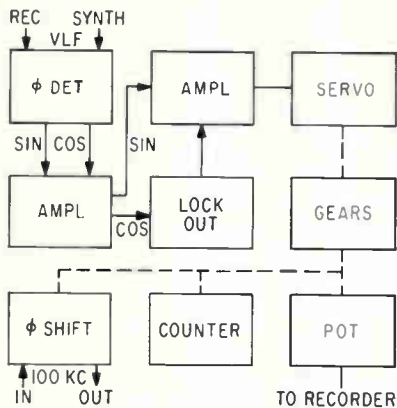 REC SYNTH
VLF
φ DET
AMPL
SERVO
SIN COS
SIN
AMPL
COS
LOCK
OUT
GEARS
φ SHIFT
COUNTER
POT
100 KC
IN OUT
TO RECORDER